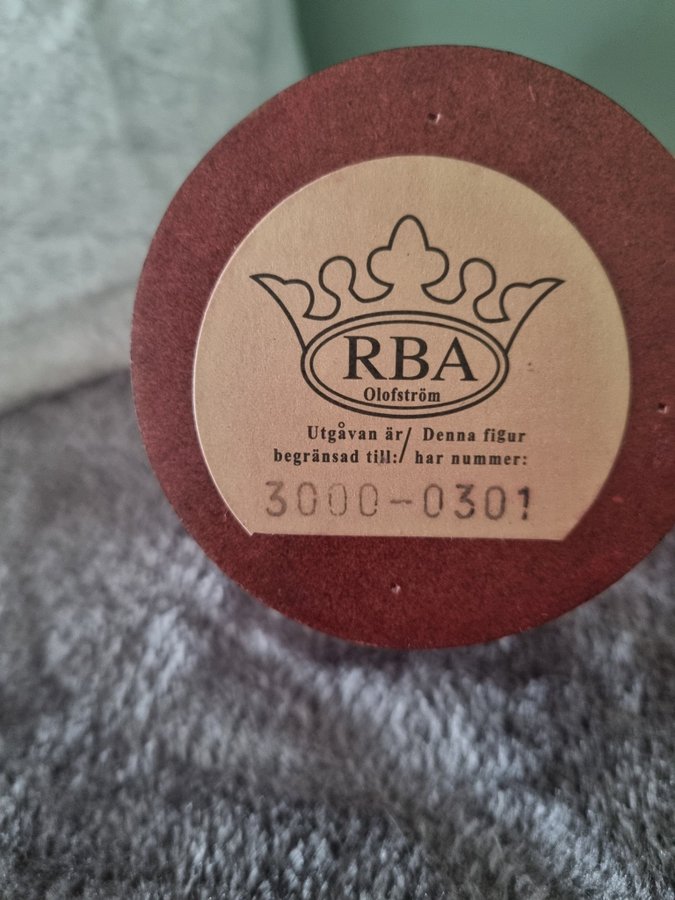 RBA
Olofström
Utgåvan är/ Denna figur
begränsad till:/ har nummer:
3000-0301